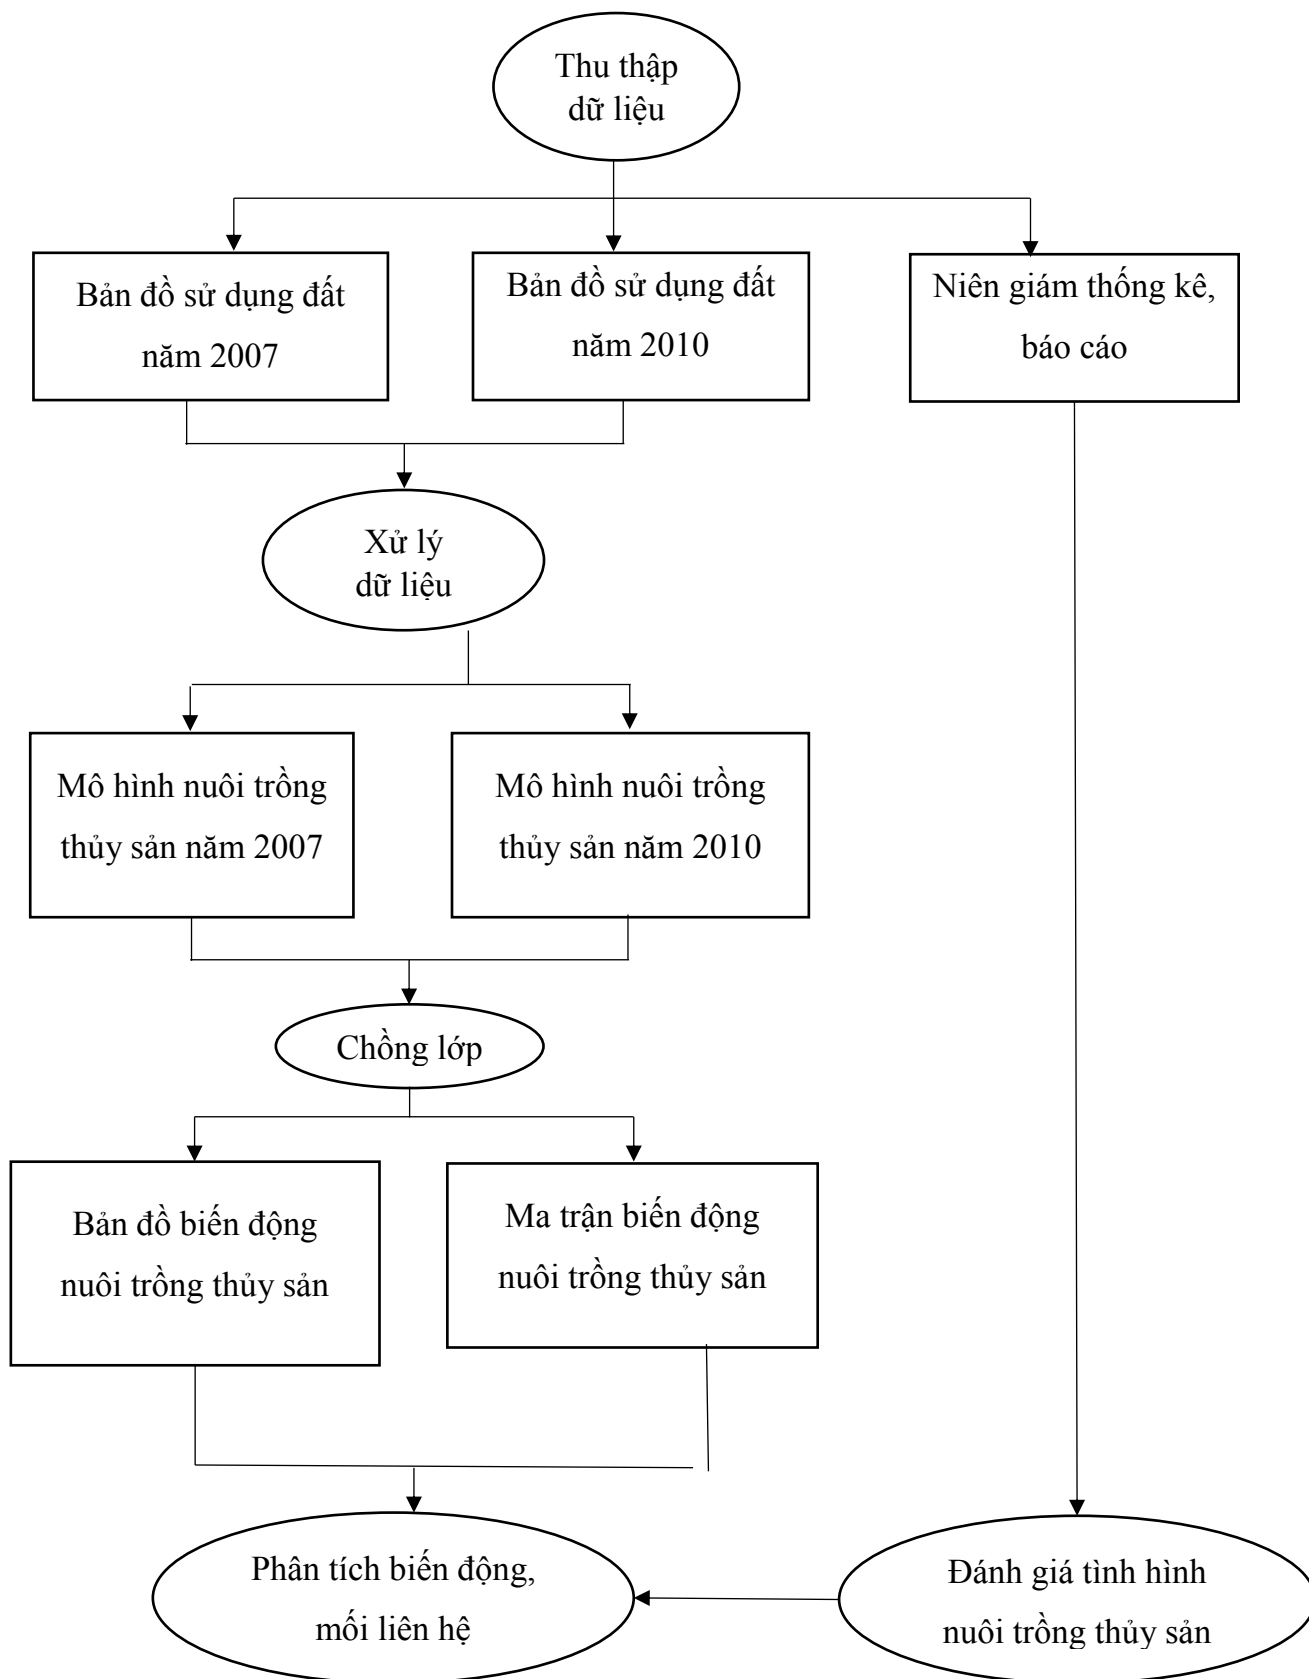 Thu thập
dữ liệu
Bản đồ sử dụng đất
năm 2007
Bản đồ sử dụng đất
năm 2010
Niên giám thống kê,
báo cáo
Xử lý
dữ liệu
Mô hình nuôi trồng
thủy sản năm 2007
Mô hình nuôi trồng
thủy sản năm 2010
Chồng lớp
Bản đồ biến động
nuôi trồng thủy sản
Ma trận biến động
nuôi trồng thủy sản
Phân tích biến động,
mối liên hệ
Đánh giá tình hình
nuôi trồng thủy sản